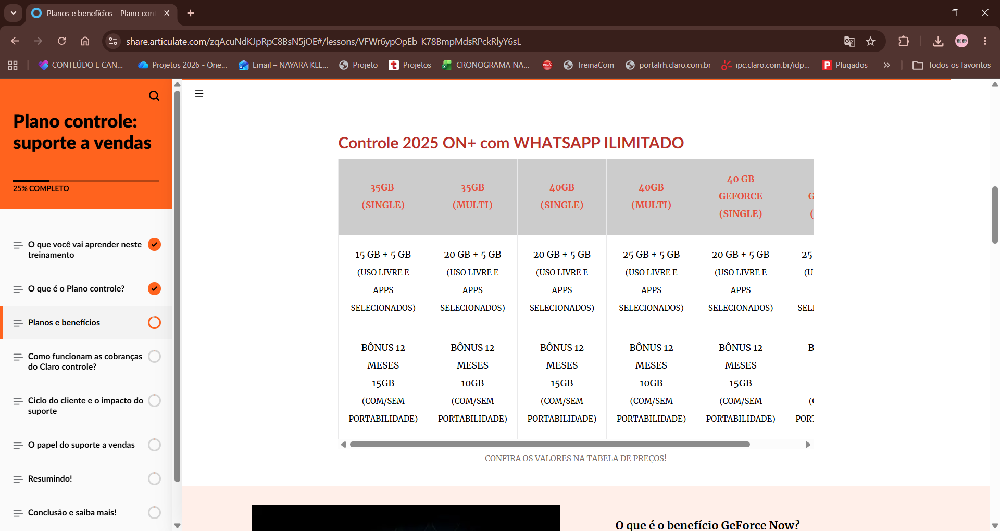 Planos e benefícios - Plano con
share.articulate.com/zqAcuNdKJpRpC8BsN5jOE#/lessons/VFWr6ypOpEb_K78BmpMdsRPckRlyY6sL
CONTEÚDO E CAN...
Projetos 2026 - One...
Email – NAYARA KEL...
Projeto
Projetos
CRONOGRAMA NA...
TreinaCom
portalrh.claro.com.br
ipc.claro.com.br/idp...
Plugados
Todos os favoritos
Plano controle:
suporte a vendas
25% COMPLETO
O que você vai aprender neste
treinamento
O que é o Plano controle?
Planos e benefícios
Como funcionam as cobranças
do Claro controle?
Ciclo do cliente e o impacto do
suporte
O papel do suporte a vendas
Resumindo!
Conclusão e saiba mais!
Controle 2025 ON+ com WHATSAPP ILIMITADO
35GB
(SINGLE)
35GB
(MULTI)
40GB
(SINGLE)
40GB
(MULTI)
40 GB
GEFORCE
(SINGLE)
G
(
15 GB + 5 GB
(USO LIVRE E
APPS
SELECIONADOS)
20 GB + 5 GB
(USO LIVRE E
APPS
SELECIONADOS)
20 GB + 5 GB
(USO LIVRE E
APPS
SELECIONADOS)
25 GB + 5 GB
(USO LIVRE E
APPS
SELECIONADOS)
20 GB + 5 GB
(USO LIVRE E
APPS
SELECIONADOS)
25
(U
SEL
BÔNUS 12
MESES
15GB
(COM/SEM
PORTABILIDADE)
BÔNUS 12
MESES
10GB
(COM/SEM
PORTABILIDADE)
BÔNUS 12
MESES
15GB
(COM/SEM
PORTABILIDADE)
BÔNUS 12
MESES
10GB
(COM/SEM
PORTABILIDADE)
BÔNUS 12
MESES
15GB
(COM/SEM
PORTABILIDADE)
B
(
PORT
CONFIRA OS VALORES NA TABELA DE PREÇOS!
O que é o benefício GeForce Now?